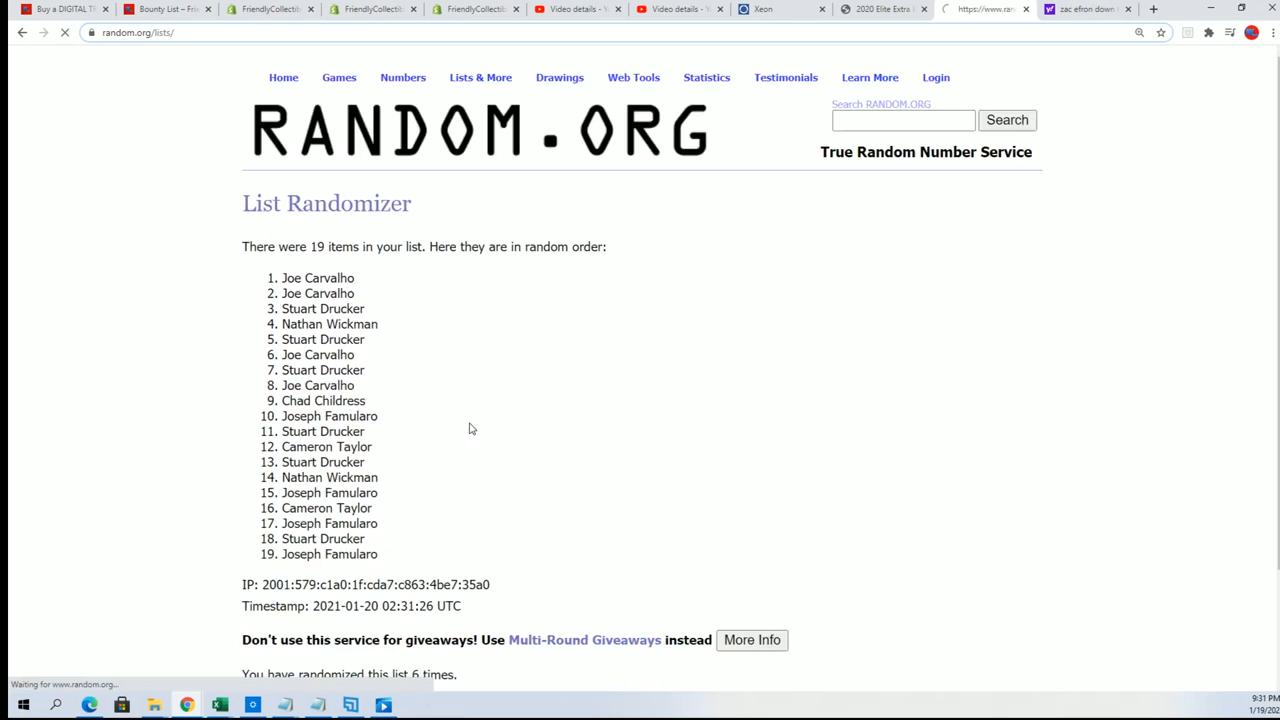 Buy a DIGITAL TR
Bounty List – Frie
FriendlyCollectib
FriendlyCollectib
FriendlyCollectib
Video details - Yo
Video details - Yo
Xeon
2020 Elite Extra
https://www.ran
zac efron down
random.org/lists/
Home Games Numbers Lists & More Drawings Web Tools Statistics Testimonials Learn More Login
RANDOM.ORG
Search RANDOM.ORG
Search
True Random Number Service
List Randomizer
There were 19 items in your list. Here they are in random order:
1. Joe Carvalho
2. Joe Carvalho
3. Stuart Drucker
4. Nathan Wickman
5. Stuart Drucker
6. Joe Carvalho
7. Stuart Drucker
8. Joe Carvalho
9. Chad Childress
10. Joseph Famularo
11. Stuart Drucker
12. Cameron Taylor
13. Stuart Drucker
14. Nathan Wickman
15. Joseph Famularo
16. Cameron Taylor
17. Joseph Famularo
18. Stuart Drucker
19. Joseph Famularo
IP: 2001:579:c1a0:1f:cda7:c863:4be7:35a0
Timestamp: 2021-01-20 02:31:26 UTC
Don't use this service for giveaways! Use Multi-Round Giveaways instead More Info
You have randomized this list 6 times.
Waiting for www.random.org...
9:31 PM
1/19/202